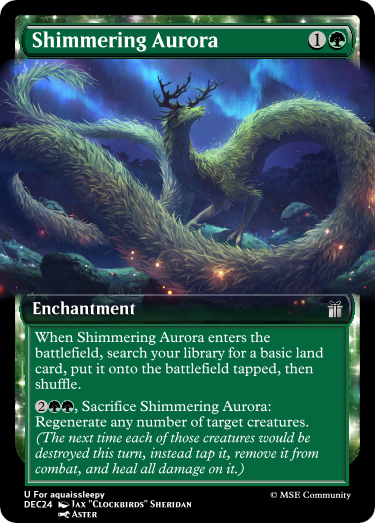 Shimmering Aurora 1
Enchantment
When Shimmering Aurora enters the
battlefield, search your library for a basic land
card, put it onto the battlefield tapped, then
shuffle.
2, Sacrifice Shimmering Aurora:
Regenerate any number of target creatures.
(The next time each of those creatures would be
destroyed this turn, instead tap it, remove it from
combat, and heal all damage on it.)
U For aquaissleepy © MSE Community
DEC24 Jax "Clockbirds" Sheridan
Aster